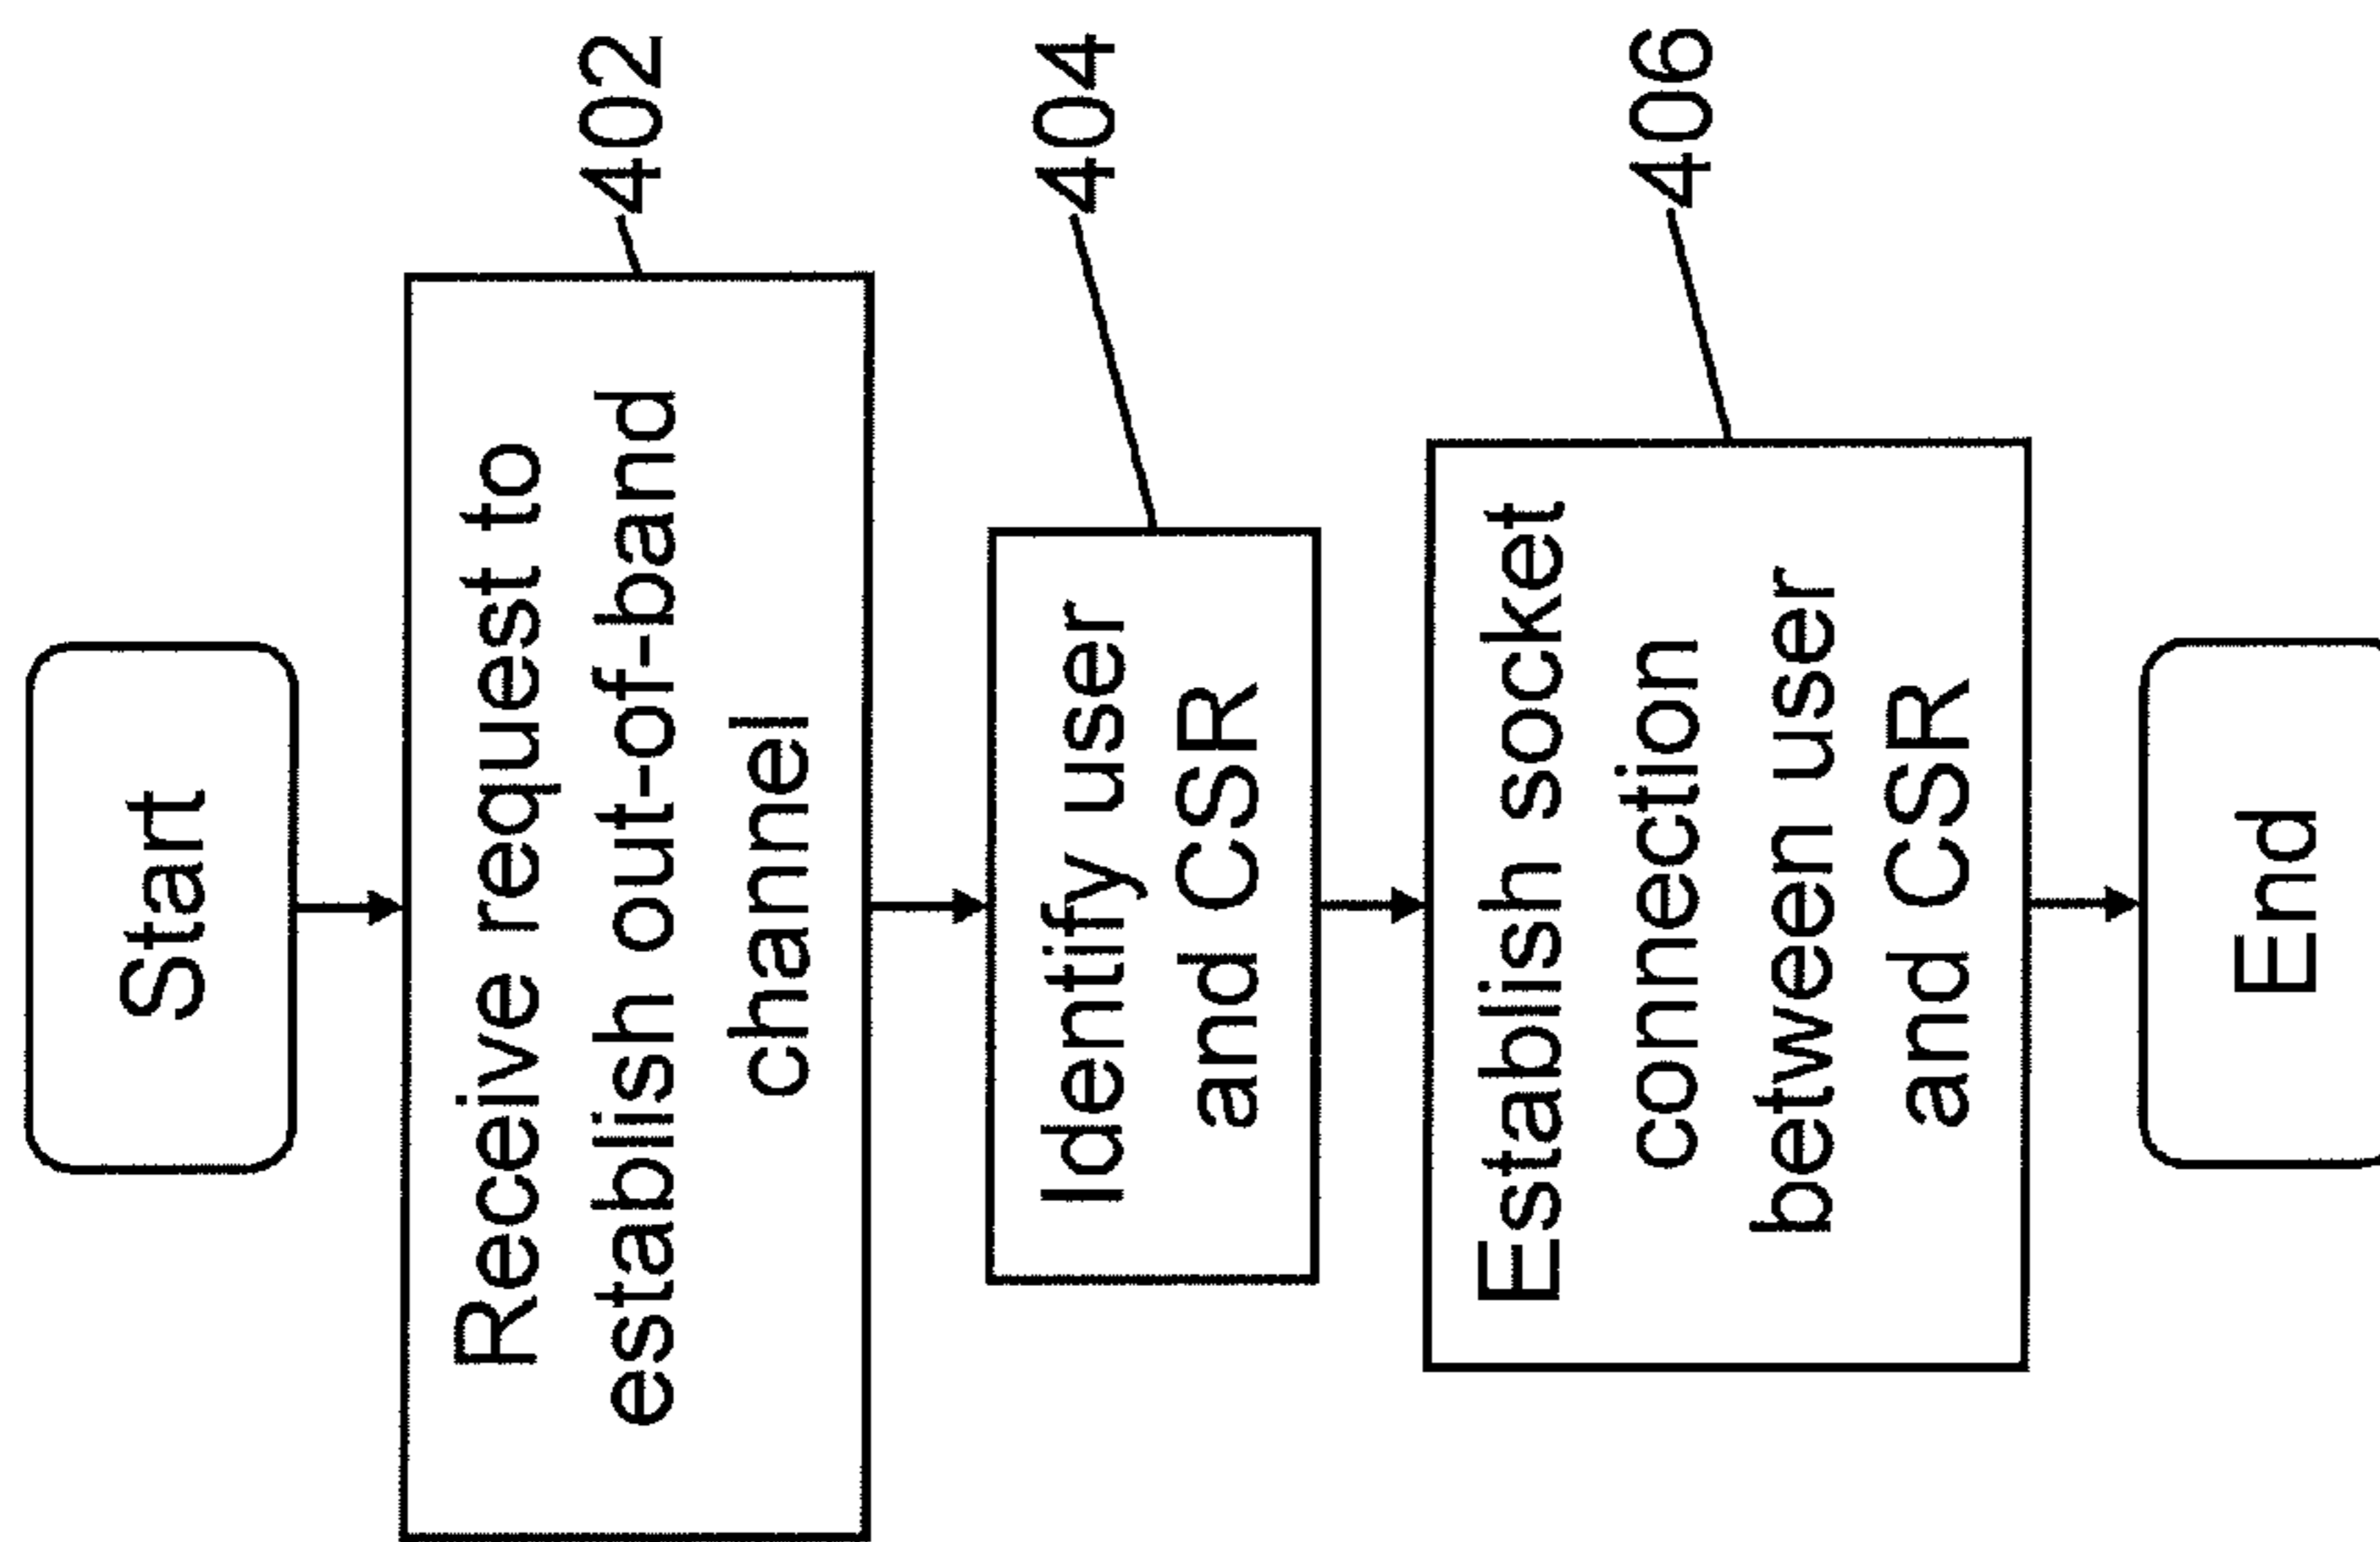 Start
Receive request to
establish out-of-band
channel
402
Identify user
and CSR
404
Establish socket
connection
between user
and CSR
406
End